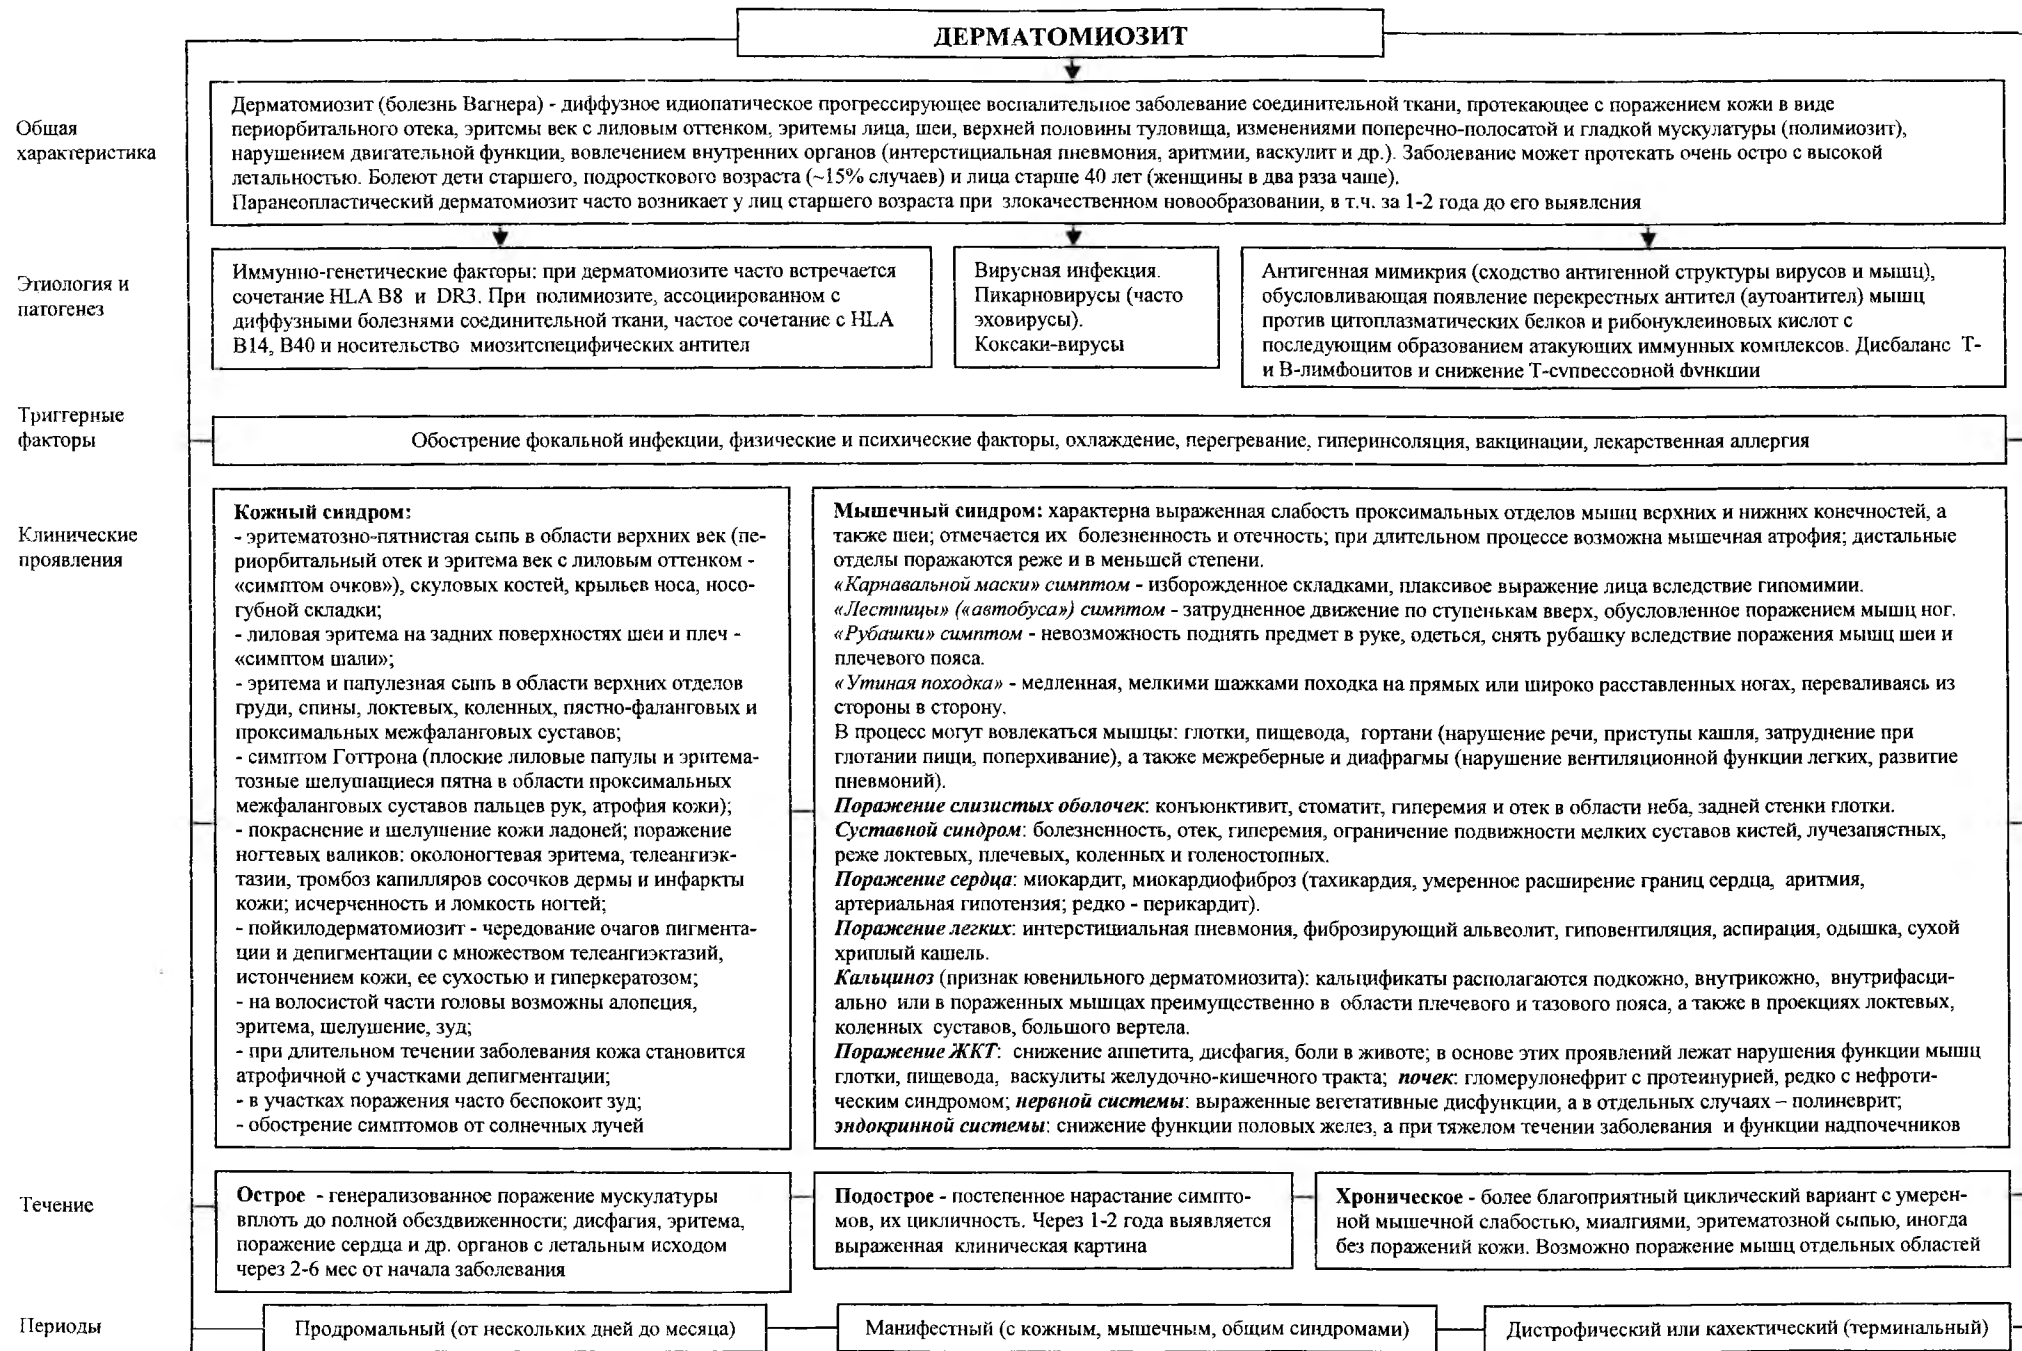 ДЕРМАТОМИОЗИТ
Общая
характеристика
Дерматомиозит (болезнь Вагнера) - диффузное идиопатическое прогрессирующее воспалительное заболевание соединительной ткани, протекающее с поражением кожи в виде
периорбитального отека, эритемы век с лиловым оттенком, эритемы лица, шеи, верхней половины туловища, изменениями поперечно-полосатой и гладкой мускулатуры (полимиозит),
нарушением двигательной функции, вовлечением внутренних органов (интерстициальная пневмония, аритмии, васкулит и др.). Заболевание может протекать очень остро с высокой
летальностью. Болеют дети старшего, подросткового возраста (~15% случаев) и лица старше 40 лет (женщины в два раза чаще).
Паранеопластический дерматомиозит часто возникает у лиц старшего возраста при злокачественном новообразовании, в т.ч. за 1-2 года до его выявления
Этиология и
патогенез
Иммунно-генетические факторы: при дерматомиозите часто встречается
сочетание HLA B8 и DR3. При полимиозите, ассоциированном с
диффузными болезнями соединительной ткани, частое сочетание с HLA
B14, B40 и носительство миозитспецифических антител
Вирусная инфекция.
Пикарновирусы (часто
эховирусы).
Коксаки-вирусы
Антигенная мимикрия (сходство антигенной структуры вирусов и мышц),
обусловливающая появление перекрестных антител (аутоантител) мышц
против цитоплазматических белков и рибонуклеиновых кислот с
последующим образованием атакующих иммунных комплексов. Дисбаланс Т-
и В-лимфоцитов и снижение Т-супрессорной функции
Триггерные
факторы
Обострение фокальной инфекции, физические и психические факторы, охлаждение, перегревание, гиперинсоляция, вакцинации, лекарственная аллергия
Клинические
проявления
Кожный синдром:
- эритематозно-пятнистая сыпь в области верхних век (пе-
риорбитальный отек и эритема век с лиловым оттенком -
«симптом очков»), скуловых костей, крыльев носа, носо-
губной складки;
- лиловая эритема на задних поверхностях шеи и плеч -
«симптом шали»;
- эритема и папулезная сыпь в области верхних отделов
груди, спины, локтевых, коленных, пястно-фаланговых и
проксимальных межфаланговых суставов;
- симптом Готтрона (плоские лиловые папулы и эритема-
тозные шелушащиеся пятна в области проксимальных
межфаланговых суставов пальцев рук, атрофия кожи);
- покраснение и шелушение кожи ладоней; поражение
ногтевых валиков: околоногтевая эритема, телеангиэк-
тазии, тромбоз капилляров сосочков дермы и инфаркты
кожи; исчерченность и ломкость ногтей;
- пойкилодерматомиозит - чередование очагов пигмента-
ции и депигментации с множеством телеангиэктазий,
истончением кожи, ее сухостью и гиперкератозом;
- на волосистой части головы возможны алопеция,
эритема, шелушение, зуд;
- при длительном течении заболевания кожа становится
атрофичной с участками депигментации;
- в участках поражения часто беспокоит зуд;
- обострение симптомов от солнечных лучей
Мышечный синдром: характерна выраженная слабость проксимальных отделов мышц верхних и нижних конечностей, а
также шеи; отмечается их болезненность и отечность; при длительном процессе возможна мышечная атрофия; дистальные
отделы поражаются реже и в меньшей степени.
«Карнавальной маски» симптом - изборожденное складками, плаксивое выражение лица вследствие гипомимии.
«Лестницы» («автобуса») симптом - затрудненное движение по ступенькам вверх, обусловленное поражением мышц ног.
«Рубашки» симптом - невозможность поднять предмет в руке, одеться, снять рубашку вследствие поражения мышц шеи и
плечевого пояса.
«Утиная походка» - медленная, мелкими шажками походка на прямых или широко расставленных ногах, переваливаясь из
стороны в сторону.
В процесс могут вовлекаться мышцы: глотки, пищевода, гортани (нарушение речи, приступы кашля, затруднение при
глотании пищи, поперхивание), а также межреберные и диафрагмы (нарушение вентиляционной функции легких, развитие
пневмоний).
Поражение слизистых оболочек: конъюнктивит, стоматит, гиперемия и отек в области неба, задней стенки глотки.
Суставной синдром: болезненность, отек, гиперемия, ограничение подвижности мелких суставов кистей, лучезапястных,
реже локтевых, плечевых, коленных и голеностопных.
Поражение сердца: миокардит, миокардиофиброз (тахикардия, умеренное расширение границ сердца, аритмия,
артериальная гипотензия; редко - перикардит).
Поражение легких: интерстициальная пневмония, фиброзирующий альвеолит, гиповентиляция, аспирация, одышка, сухой
хриплый кашель.
Кальциноз (признак ювенильного дерматомиозита): кальцификаты располагаются подкожно, внутрикожно, внутрифасци-
ально или в пораженных мышцах преимущественно в области плечевого и тазового пояса, а также в проекциях локтевых,
коленных суставов, большого вертела.
Поражение ЖКТ: снижение аппетита, дисфагия, боли в животе; в основе этих проявлений лежат нарушения функции мышц
глотки, пищевода, васкулиты желудочно-кишечного тракта; почек: гломерулонефрит с протеинурией, редко с нефроти-
ческим синдромом; нервной системы: выраженные вегетативные дисфункции, а в отдельных случаях – полиневрит;
эндокринной системы: снижение функции половых желез, а при тяжелом течении заболевания и функции надпочечников
Течение
Острое - генерализованное поражение мускулатуры
вплоть до полной обездвиженности; дисфагия, эритема,
поражение сердца и др. органов с летальным исходом
через 2-6 мес от начала заболевания
Подострое - постепенное нарастание симпто-
мов, их цикличность. Через 1-2 года выявляется
выраженная клиническая картина
Хроническое - более благоприятный циклический вариант с умерен-
ной мышечной слабостью, миалгиями, эритематозной сыпью, иногда
без поражений кожи. Возможно поражение мышц отдельных областей
Периоды
Продромальный (от нескольких дней до месяца)
Манифестный (с кожным, мышечным, общим синдромами)
Дистрофический или кахектический (терминальный)